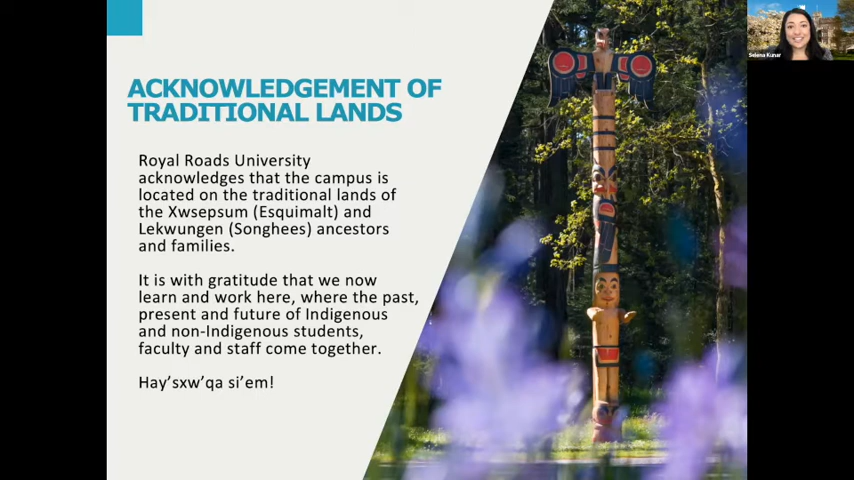 ACKNOWLEDGEMENT OF
TRADITIONAL LANDS
Royal Roads University
acknowledges that the campus is
located on the traditional lands of
the Xwsepsum (Esquimalt) and
Lekwungen (Songhees) ancestors
and families.
It is with gratitude that we now
learn and work here, where the past,
present and future of Indigenous
and non-Indigenous students,
faculty and staff come together.
Hay’sxw’qa si’em!
Selena Kunar